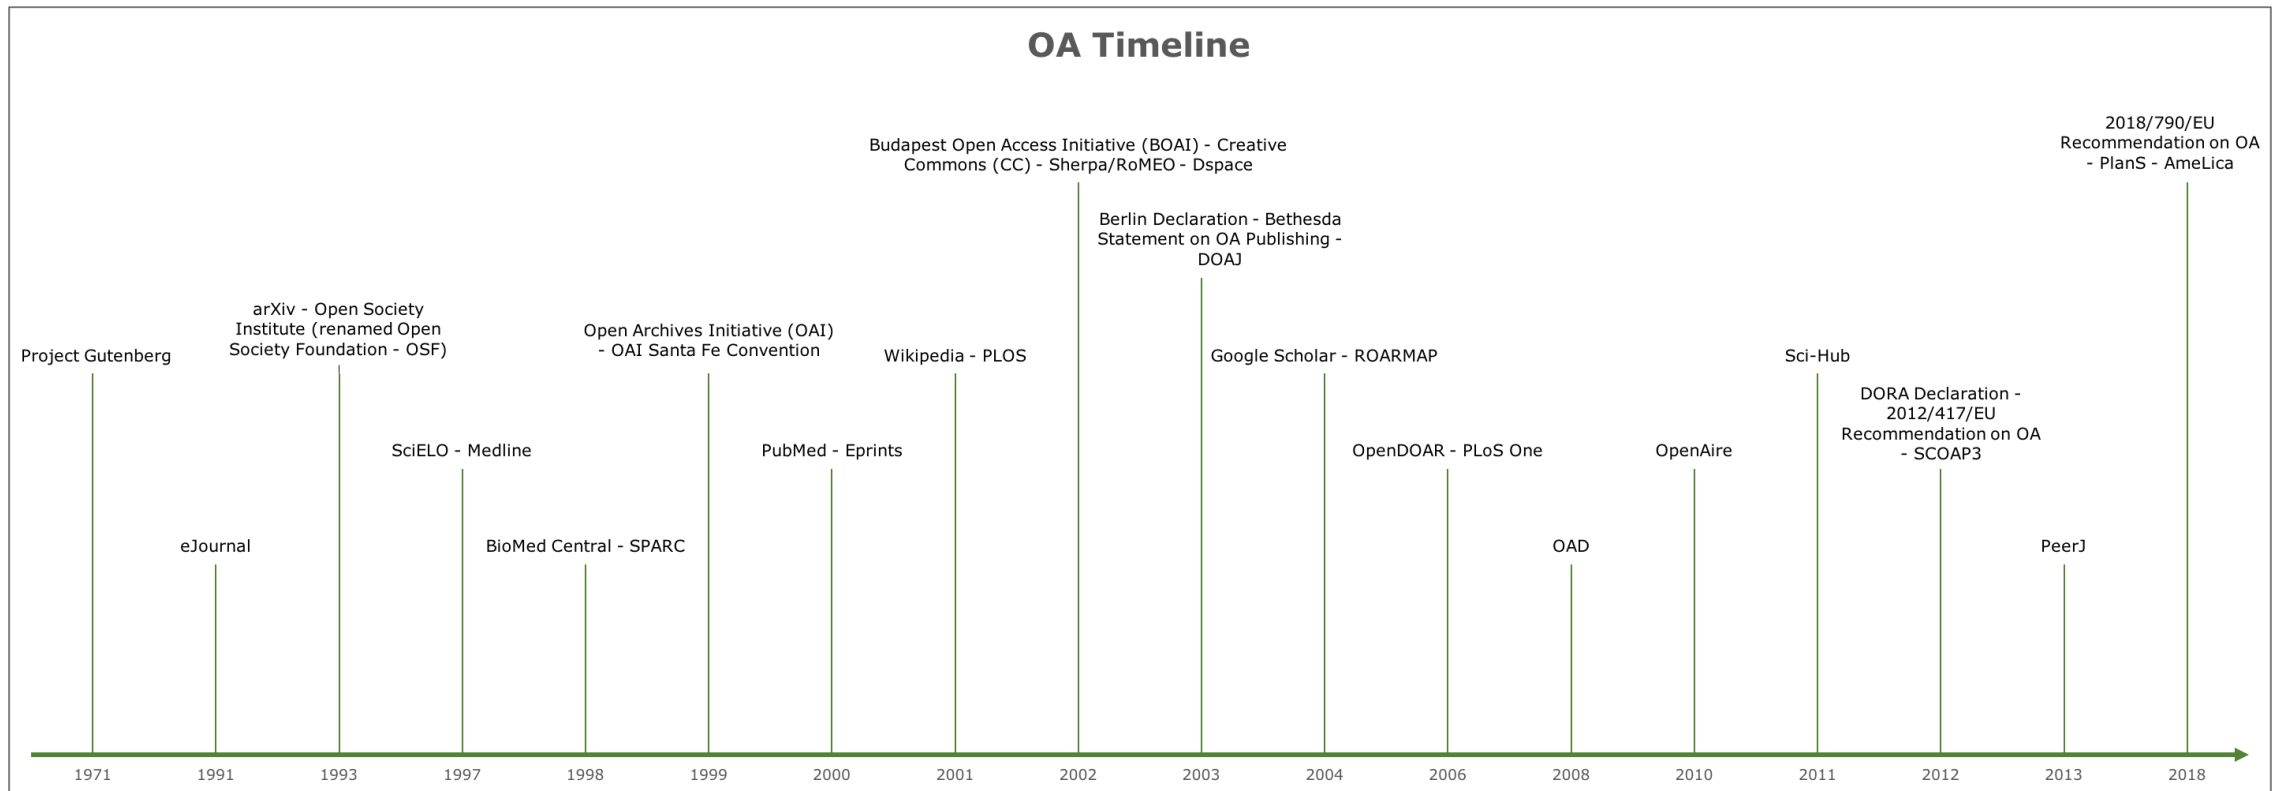 OA Timeline
Project Gutenberg
eJournal
arXiv - Open Society
Institute (renamed Open
Society Foundation - OSF)
SciELO - Medline
BioMed Central - SPARC
Open Archives Initiative (OAI)
- OAI Santa Fe Convention
PubMed - Eprints
Wikipedia - PLOS
Budapest Open Access Initiative (BOAI) - Creative
Commons (CC) - Sherpa/RoMEO - Dspace
Berlin Declaration - Bethesda
Statement on OA Publishing -
DOAJ
Google Scholar - ROARMAP
OpenDOAR - PLoS One
OAD
OpenAire
Sci-Hub
DORA Declaration -
2012/417/EU
Recommendation on OA
- SCOAP3
PeerJ
2018/790/EU
Recommendation on OA
- PlanS - AmeLica
1971 1991 1993 1997 1998 1999 2000 2001 2002 2003 2004 2006 2008 2010 2011 2012 2013 2018